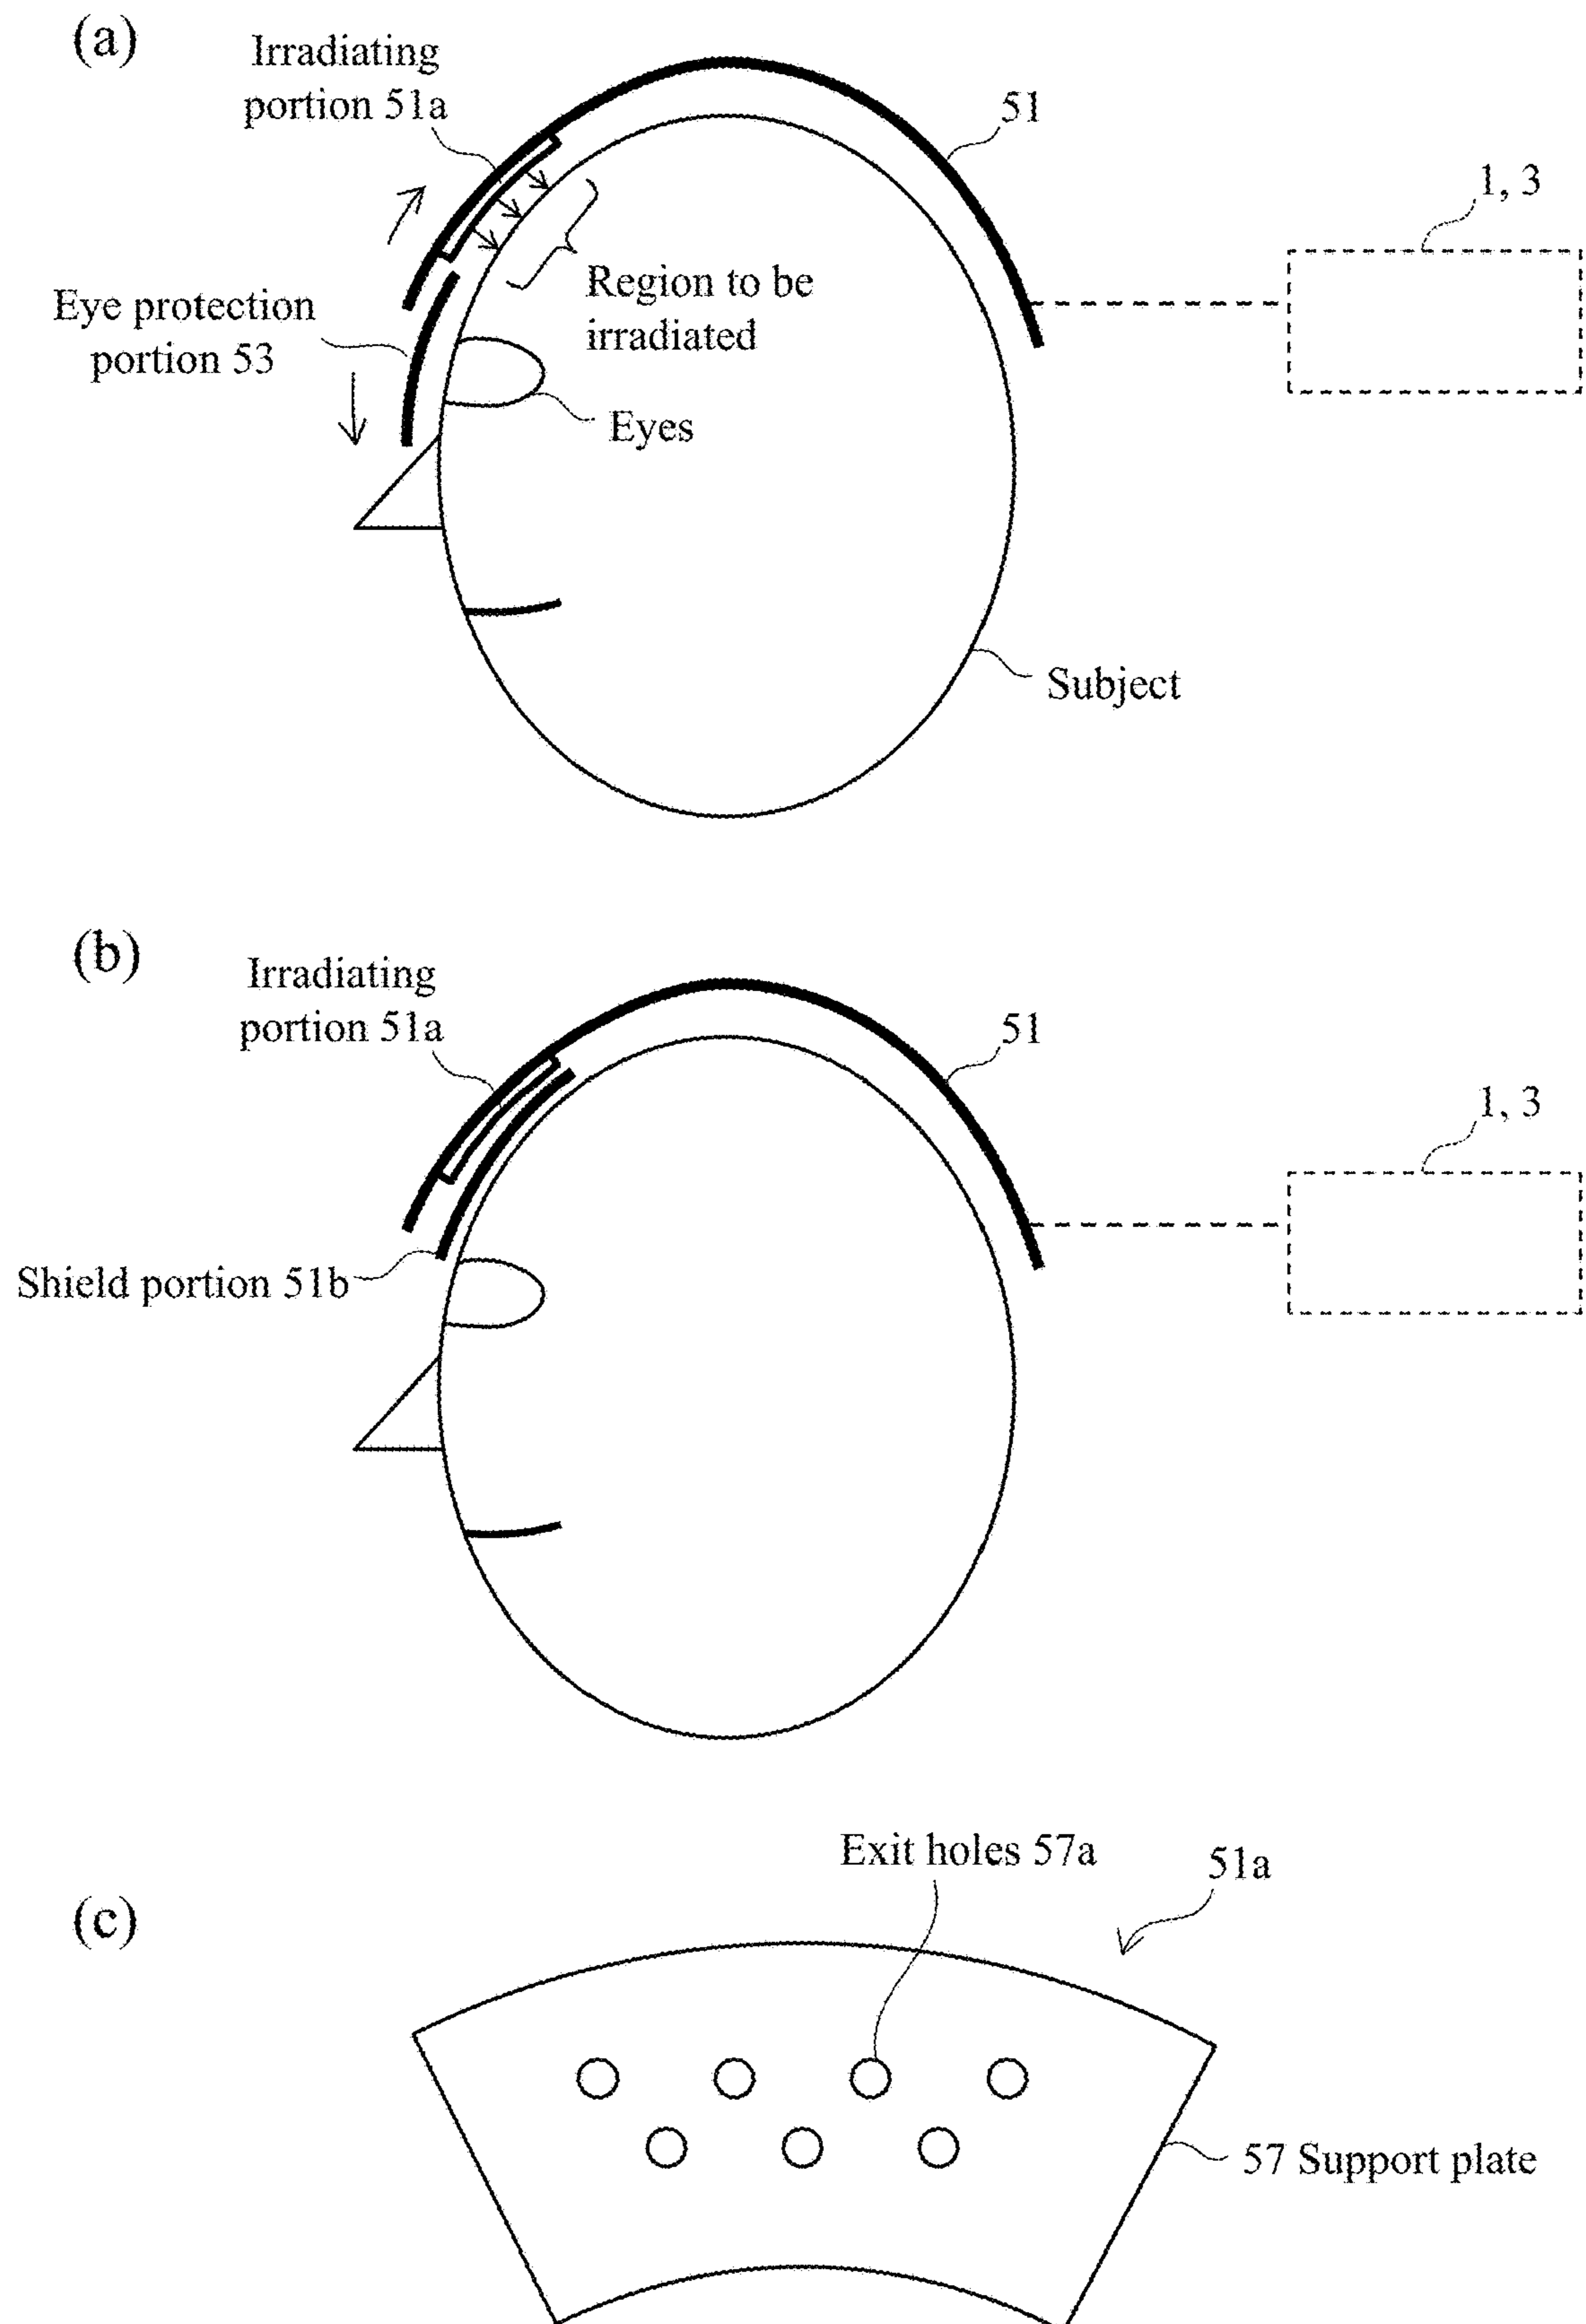 (a)
Irradiating
portion 51a
51
1, 3
Eye protection
portion 53
Region to be
irradiated
Eyes
Subject
(b)
Irradiating
portion 51a
51
1, 3
Shield portion 51b
(c)
Exit holes 57a
51a
57 Support plate